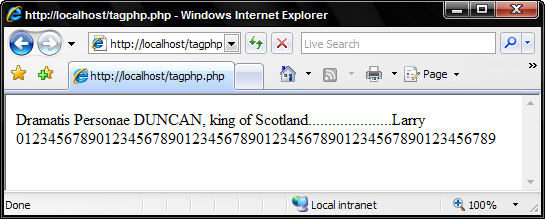 http://localhost/tagphp.php - Windows Internet Explorer
http://localhost/tagphp
Live Search
http://localhost/tagphp.php
Page
Dramatis Personae DUNCAN, king of Scotland.....................Larry
012345678901234567890123456789012345678901234567890123456789
Done
Local intranet
100%